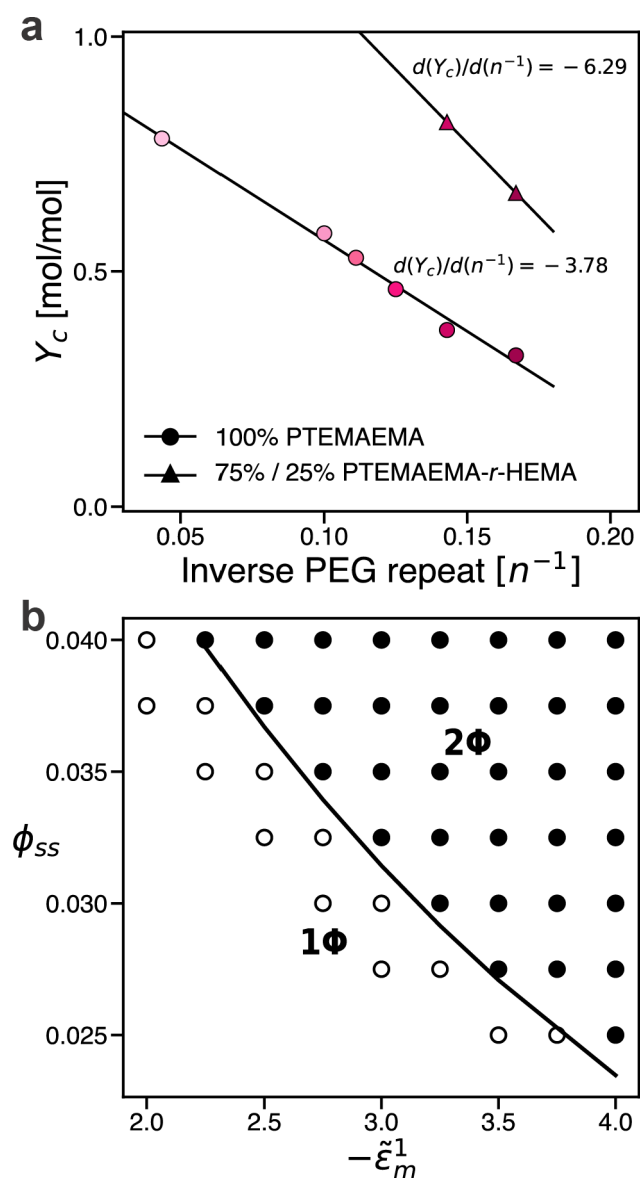 a
1.0
d(Y_c)/d(n⁻¹) = −6.29
Y_c [mol/mol]
0.5
d(Y_c)/d(n⁻¹) = −3.78
100% PTEMAEMA
75% / 25% PTEMAEMA-r-HEMA
0.0
0.05 0.10 0.15 0.20
Inverse PEG repeat [n⁻¹]
b
0.040
2Φ
0.035
ϕ_ss
0.030
1Φ
0.025
2.0 2.5 3.0 3.5 4.0
−ε̃_m^1